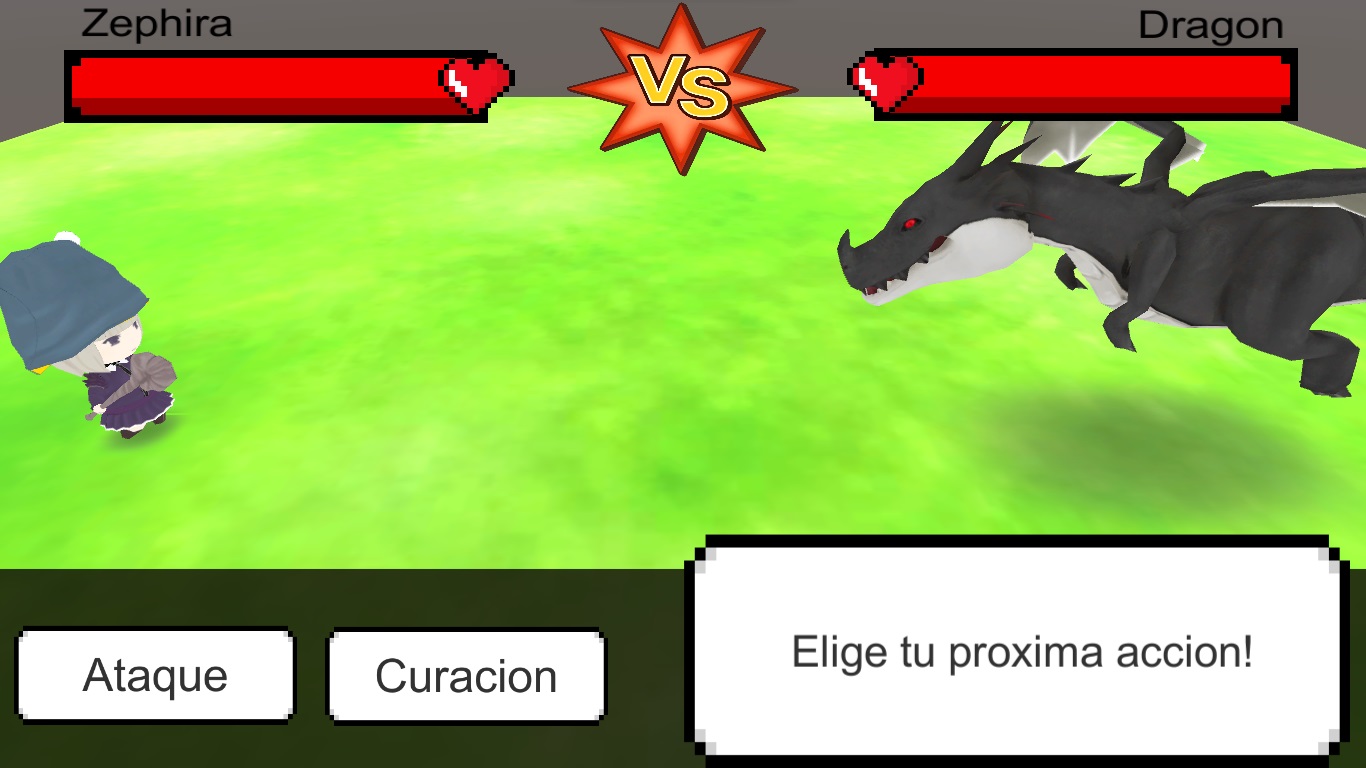 Zephira
VS
Dragon
Ataque
Curacion
Elige tu proxima accion!